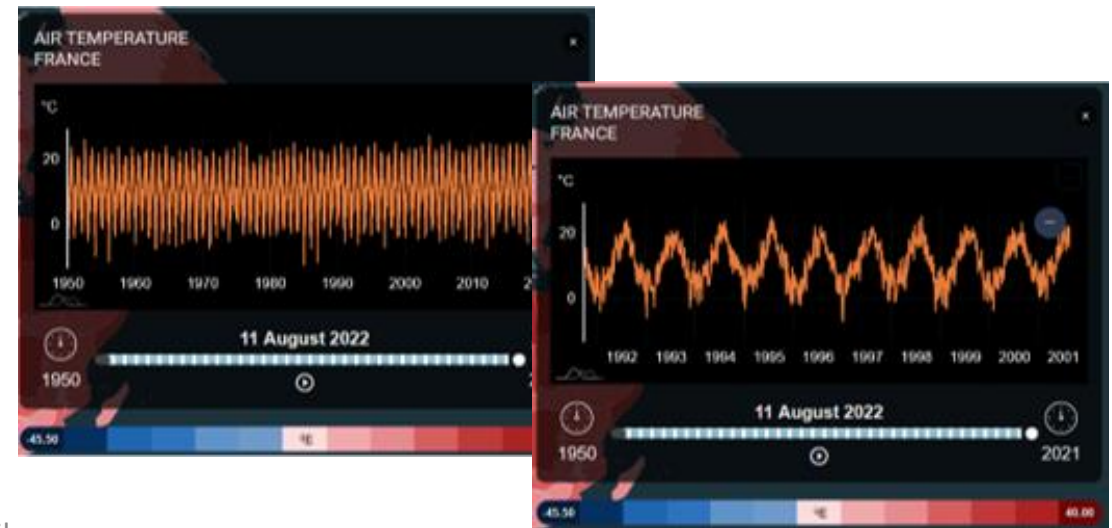 AIR TEMPERATURE
FRANCE
°C
20
0
1950 1960 1970 1980 1990 2000 2010
11 August 2022
1950
-45.50
AIR TEMPERATURE
FRANCE
°C
20
0
1992 1993 1994 1995 1996 1997 1998 1999 2000 2001
11 August 2022
1950 2021
-45.50 40.00